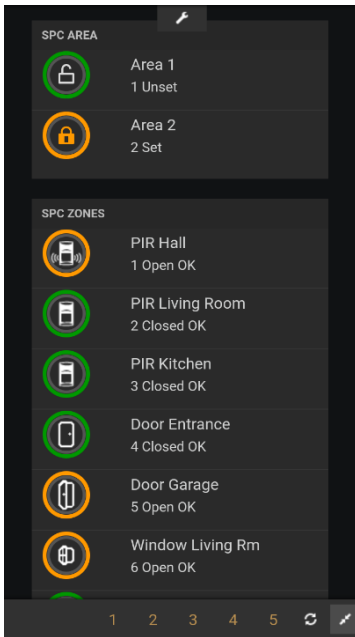 SPC AREA
Area 1
1 Unset
Area 2
2 Set
SPC ZONES
PIR Hall
1 Open OK
PIR Living Room
2 Closed OK
PIR Kitchen
3 Closed OK
Door Entrance
4 Closed OK
Door Garage
5 Open OK
Window Living Rm
6 Open OK
1 2 3 4 5